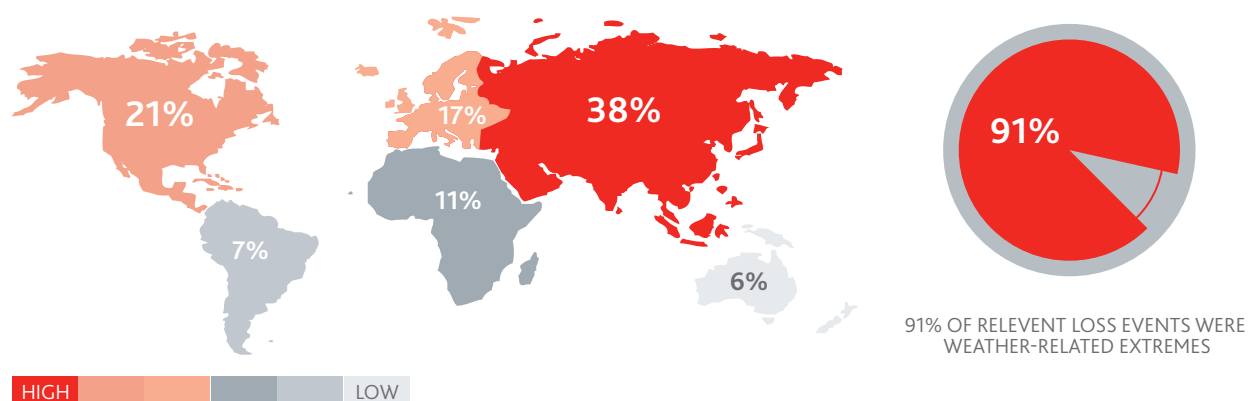 21%
17%
38%
11%
7%
6%
HIGH
LOW
91%
91% OF RELEVENT LOSS EVENTS WERE
WEATHER-RELATED EXTREMES